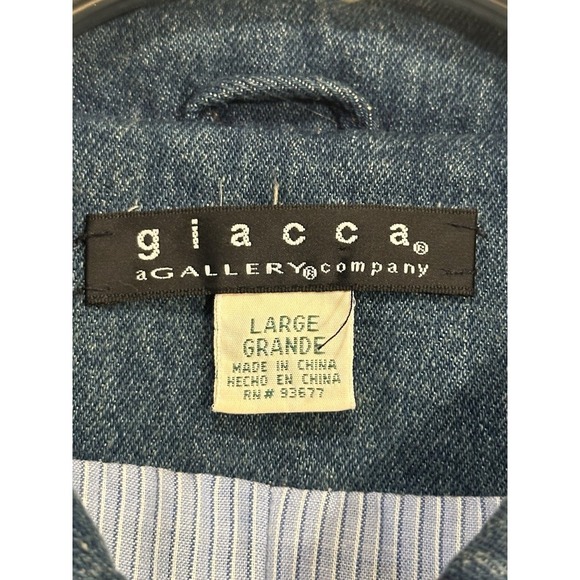 giacca®
aGALLERY®company
LARGE
GRANDE
MADE IN CHINA
HECHO EN CHINA
RN# 93677